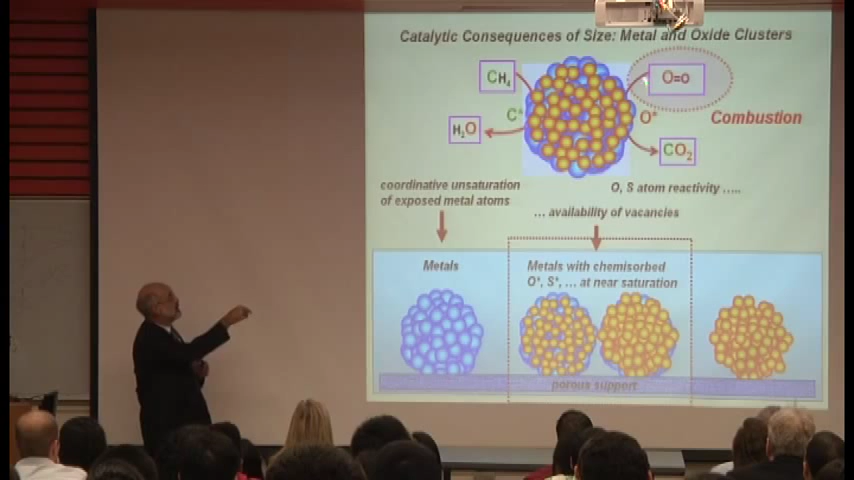 Catalytic Consequences of Size: Metal and Oxide Clusters
CH4
O=O
C*
O*
Combustion
H2O
CO2
coordinative unsaturation
of exposed metal atoms
O, S atom reactivity .....
... availability of vacancies
Metals
Metals with chemisorbed
O*, S*, ... at near saturation
porous support